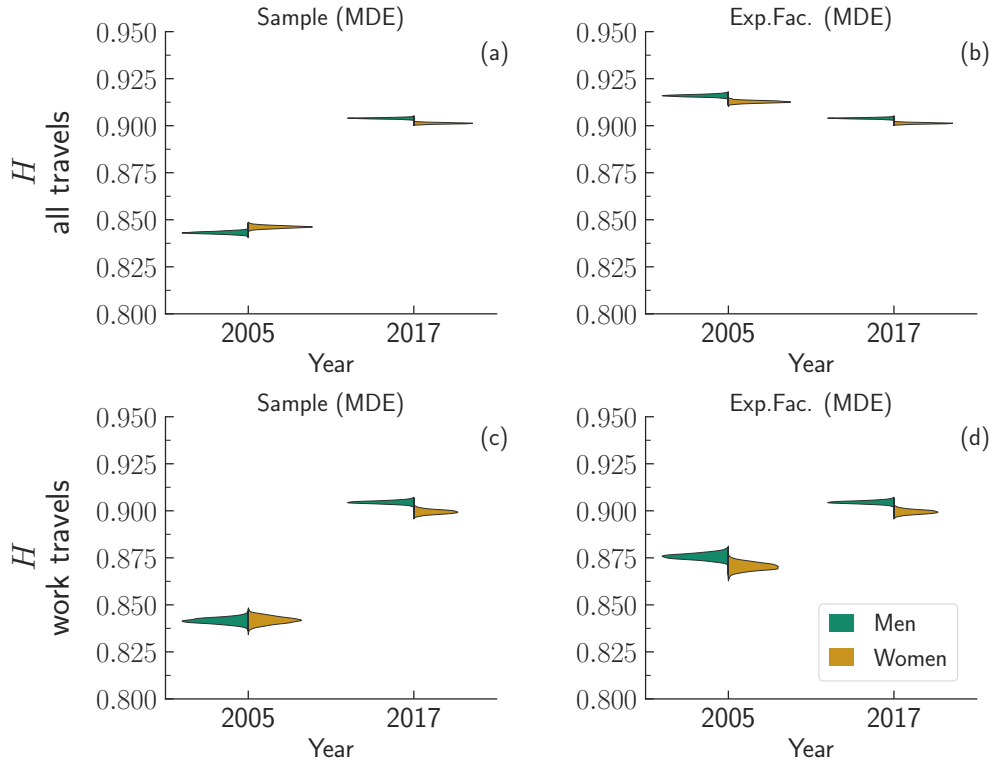 Sample (MDE)
(a)
H
all travels
0.950
0.925
0.900
0.875
0.850
0.825
0.800
2005
2017
Year
Exp.Fac. (MDE)
(b)
0.950
0.925
0.900
0.875
0.850
0.825
0.800
2005
2017
Year
Sample (MDE)
(c)
H
work travels
0.950
0.925
0.900
0.875
0.850
0.825
0.800
2005
2017
Year
Exp.Fac. (MDE)
(d)
0.950
0.925
0.900
0.875
0.850
0.825
0.800
Men
Women
2005
2017
Year